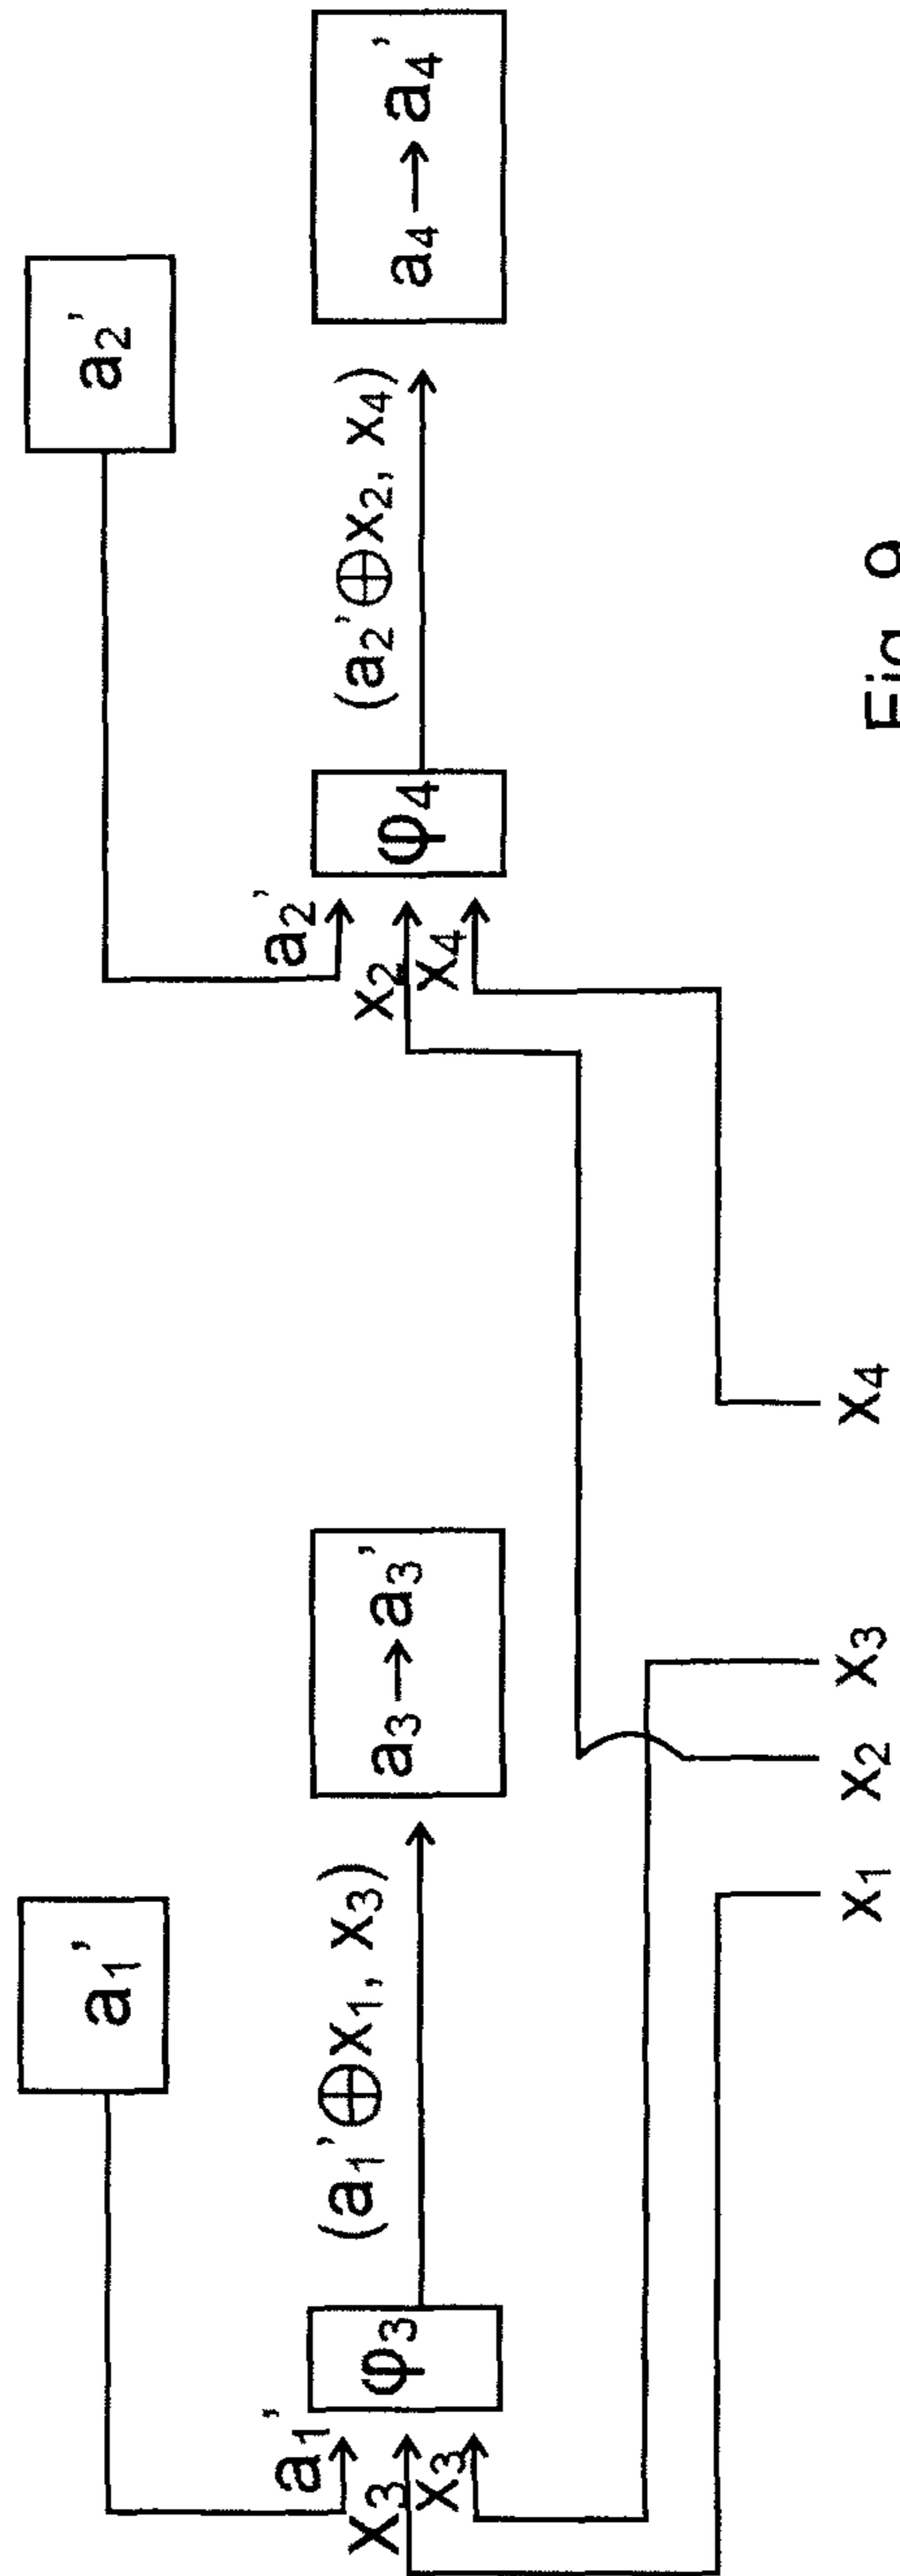 a₁'
a₂'
a₁'
X₃
X₃
φ₃
(a₁'⊕x₁, x₃)
a₃→a₃'
a₂'
x₂
x₄
φ₄
(a₂'⊕x₂, x₄)
a₄→a₄'
x₁
x₂
x₃
x₄
Fig. 9